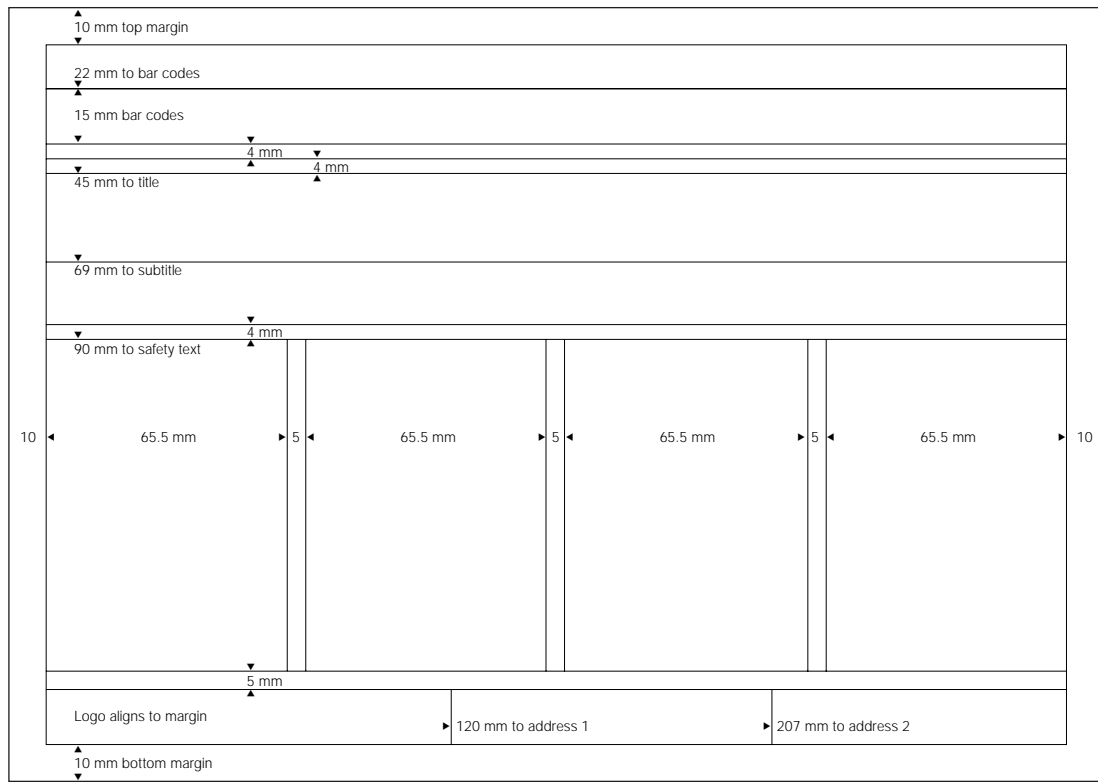 10 mm top margin
22 mm to bar codes
15 mm bar codes
4 mm
4 mm
45 mm to title
69 mm to subtitle
4 mm
90 mm to safety text
10 65.5 mm 5 65.5 mm 5 65.5 mm 5 65.5 mm 10
5 mm
Logo aligns to margin
120 mm to address 1 207 mm to address 2
10 mm bottom margin